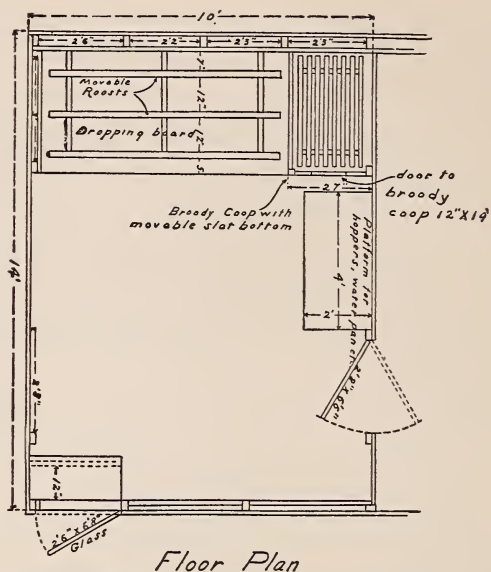 10'
2'6"
2'2"
2'3"
2'3"
7"
Movable
Roosts
12"
Dropping board
12"
5"
door to
broody
coop 12"X14"
2'7"
Broody Coop with
movable slat bottom
Platform for
hoppers, water pan etc.
4'
2'
14'
2'8"x6'6"
2'8"
12"
2'6"x6'8"
Glass
Floor Plan